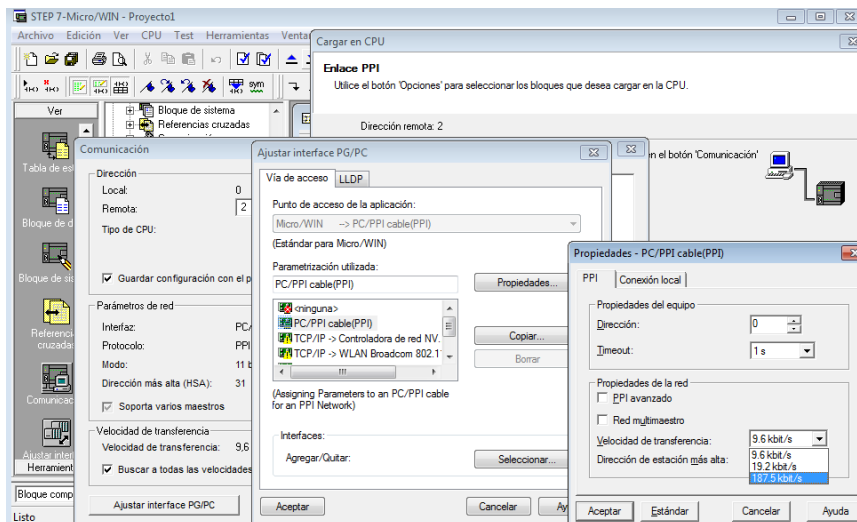 STEP 7-Micro/WIN - Proyecto1
Archivo Edición Ver CPU Test Herramientas
Cargar en CPU
Enlace PPI
Utilice el botón 'Opciones' para seleccionar los bloques que desea cargar en la CPU.
Dirección remota: 2
el botón 'Comunicación'
Ver
Bloque de sistema
Referencias cruzadas
Tabla de
Bloque de
Bloque de
cruzada
Herramient
Bloque
Listo
Comunicación
Dirección
Local: 0
Remota: 2
Tipo de CPU:
Guardar configuración con el
Parámetros de red
Interfaz:
Protocolo: PPI
Modo: 11
Dirección más alta (HSA): 31
Soporta varios maestros
Velocidad de transferencia
Velocidad de transferencia: 9,6
Buscar a todas las velocidades
Ajustar interface PG/PC
Ajustar interface PG/PC
Vía de acceso LLDP
Punto de acceso de la aplicación:
Micro/WIN --> PC/PPI cable(PPI)
(Estándar para Micro/WIN)
Parametrización utilizada:
PC/PPI cable(PPI) Propiedades...
<ninguna>
PC/PPI cable(PPI)
TCP/IP -> Controladora de red NV.
TCP/IP -> WLAN Broadcom 802.1
Copiar...
Borrar
(Assigning Parameters to an PC/PPI cable
for an PPI Network)
Interfaces:
Agregar/Quitar: Seleccionar...
Aceptar Cancelar
Propiedades - PC/PPI cable(PPI)
PPI Conexión local
Propiedades del equipo
Dirección: 0
Timeout: 1 s
Propiedades de la red
PPI avanzado
Red multimaestro
Velocidad de transferencia: 9.6 kbit/s
Dirección de estación más alta:
9.6 kbit/s
19.2 kbit/s
187.5 kbit/s
Aceptar Estándar Cancelar Ayuda